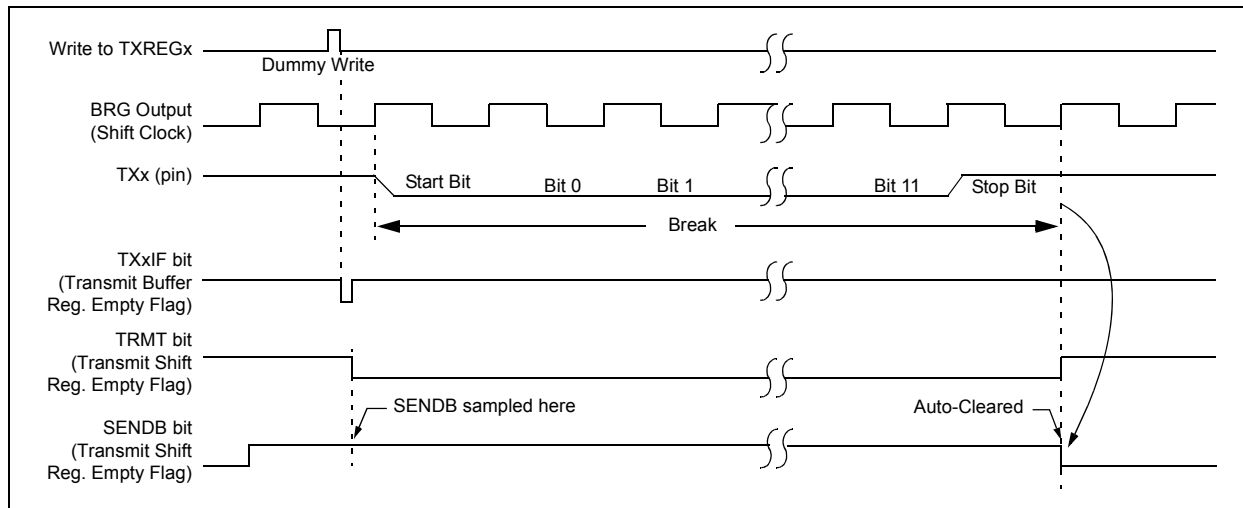 Write to TXREGx
Dummy Write
BRG Output
(Shift Clock)
TXx (pin)
Start Bit
Bit 0
Bit 1
Bit 11
Stop Bit
Break
TXxIF bit
(Transmit Buffer
Reg. Empty Flag)
TRMT bit
(Transmit Shift
Reg. Empty Flag)
SENDB sampled here
Auto-Cleared
SENDB bit
(Transmit Shift
Reg. Empty Flag)